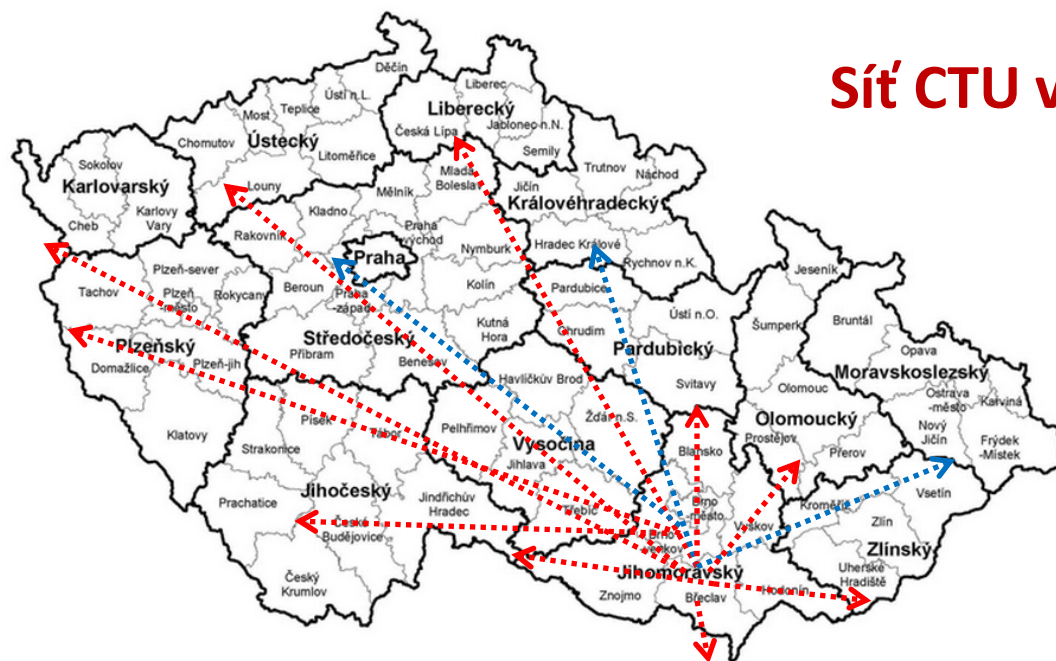 Síť CTU v
Děčín
Liberec
Ústí n.L.
Teplice
Most
Liberecký
Česká Lípa
Jablonec n.N.
Chomutov
Ústecký
Litoměřice
Semily
Trutnov
Náchod
Sokolov
Karlovarský
Louny
Mělník
Mladá
Boleslav
Jičín
Královéhradecký
Karlovy
Vary
Cheb
Kladno
Rakovník
Praha
východ
Nymburk
Hradec Králové
Rychnov n.K.
Praha
Jeseník
Plzeň-sever
Tachov
Plzeň
-město
Rokycany
Beroun
Praha
-západ
Kolín
Pardubice
Ústí n.O.
Šumperk
Bruntál
Plzeňský
Domažlice
Plzeň-jih
Středočeský
Příbram
Benešov
Kutná
Hora
Chrudim
Pardubický
Opava
Moravskoslezský
Havlíčkův Brod
Svitavy
Olomouc
Ostrava
-město
Karviná
Klatovy
Písek
Tábor
Pelhřimov
Žďár n.S.
Olomoucký
Nový
Jičín
Frýdek
-Místek
Strakonice
Vysočina
Jihlava
Blansko
Prostějov
Přerov
Prachatice
Jihočeský
Jindřichův
Hradec
Třebíč
Brno
-město
Vyškov
Kroměříž
Vsetín
České
Budějovice
Brno
venkov
Zlín
Zlínský
Český
Krumlov
Jihomoravský
Znojmo
Břeclav
Hodonín
Uherské
Hradiště